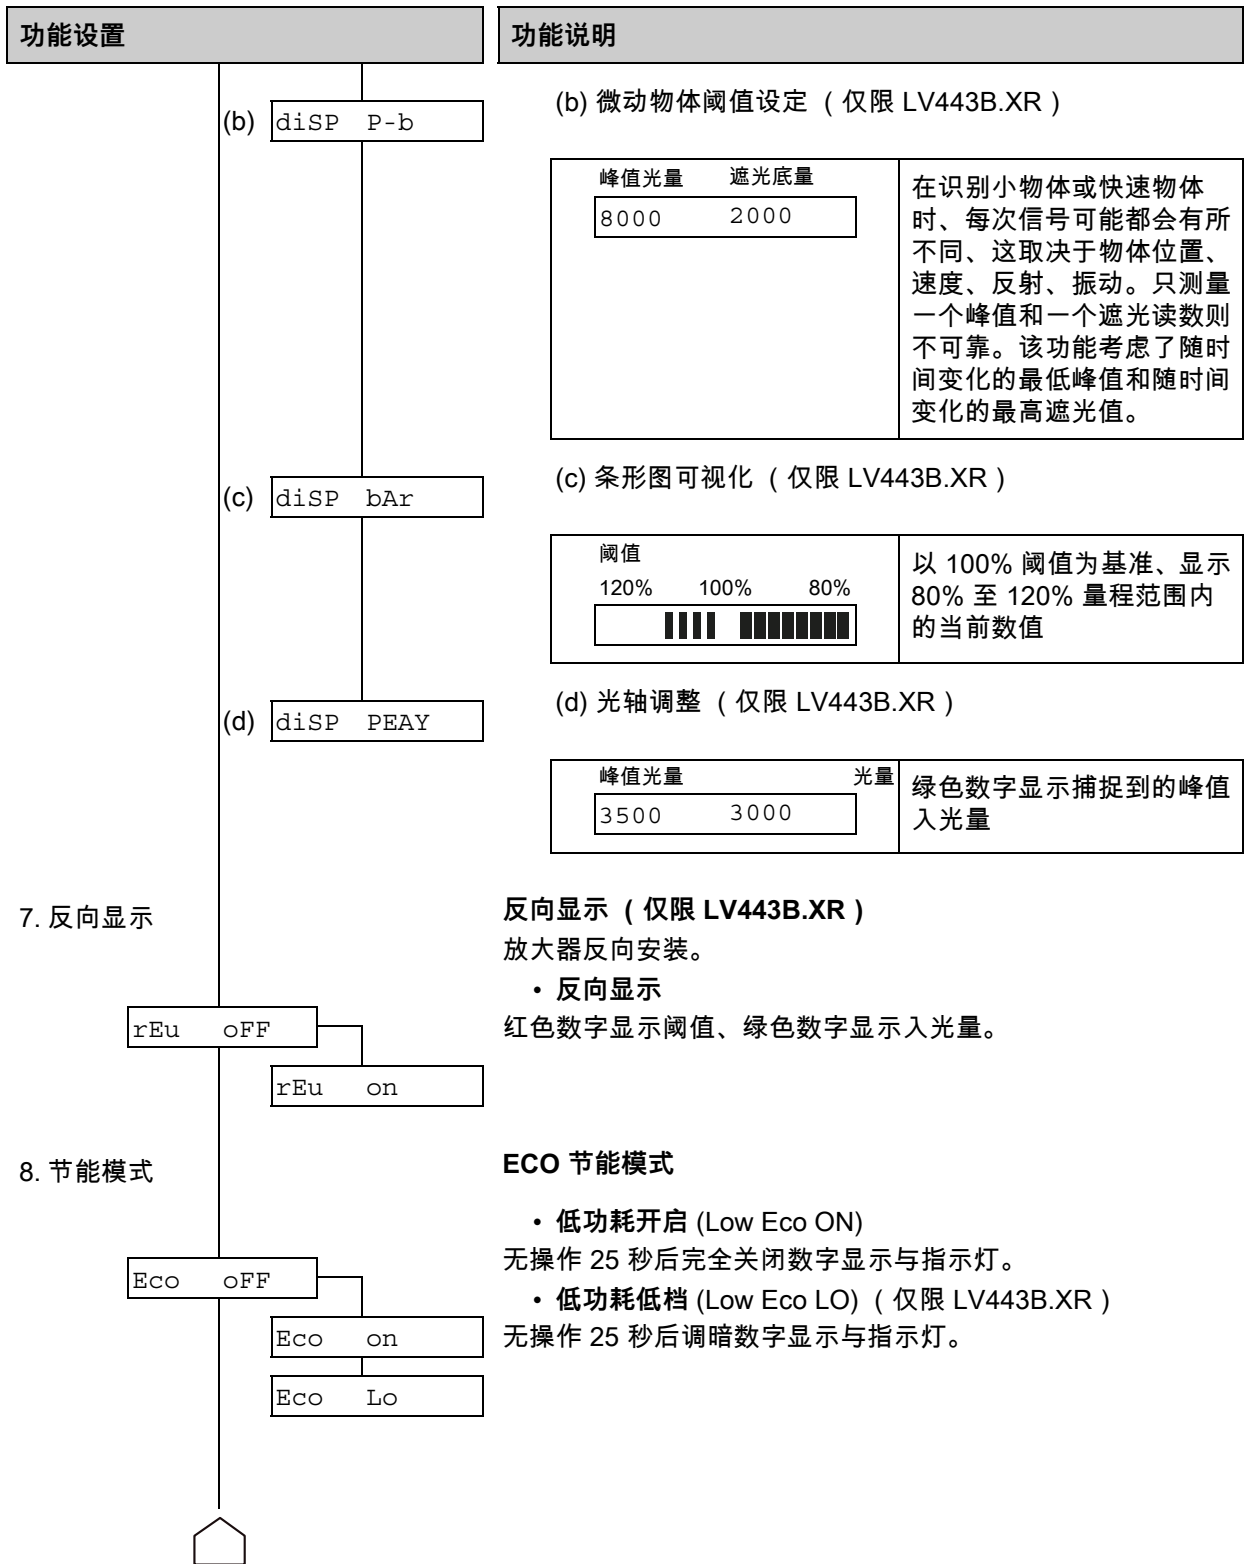 功能设置
功能说明
(b) diSP P-b
(b) 微动物体阈值设定 （仅限 LV443B.XR）
峰值光量 遮光底量
8000 2000
在识别小物体或快速物体
时、每次信号可能都会有所
不同、这取决于物体位置、
速度、反射、振动。只测量
一个峰值和一个遮光读数则
不可靠。该功能考虑了随时
间变化的最低峰值和随时间
变化的最高遮光值。
(c) diSP bAr
(c) 条形图可视化 （仅限 LV443B.XR）
阈值
120% 100% 80%
以 100% 阈值为基准、显示
80% 至 120% 量程范围内
的当前数值
(d) diSP PEAY
(d) 光轴调整 （仅限 LV443B.XR）
峰值光量 光量
3500 3000
绿色数字显示捕捉到的峰值
入光量
7. 反向显示
rEu oFF
rEu on
反向显示 （仅限 LV443B.XR）
放大器反向安装。
• 反向显示
红色数字显示阈值、绿色数字显示入光量。
8. 节能模式
Eco oFF
Eco on
Eco Lo
ECO 节能模式
• 低功耗开启 (Low Eco ON)
无操作 25 秒后完全关闭数字显示与指示灯。
• 低功耗低档 (Low Eco LO) （仅限 LV443B.XR）
无操作 25 秒后调暗数字显示与指示灯。